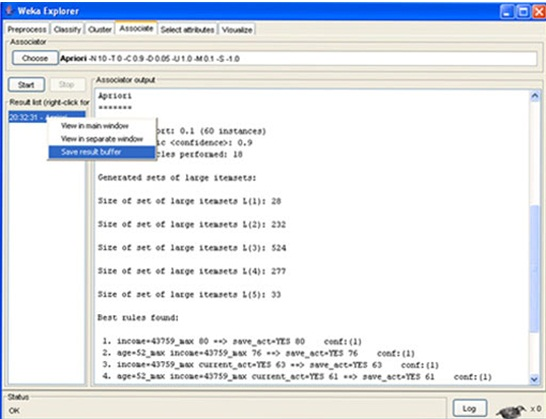 Weka Explorer
Preprocess Classify Cluster Associate Select attributes Visualize
Associator
Choose Apriori -N 10 -T 0 -C 0.9 -D 0.05 -U 1.0 -M 0.1 -S -1.0
Start Stop
Associator output
Result list (right-click for
20:32:31 - Apriori
View in main window
View in separate window
Save result buffer
Apriori
=======
ort: 0.1 (60 instances)
ic <confidence>: 0.9
cles performed: 18
Generated sets of large itemsets:
Size of set of large itemsets L(1): 28
Size of set of large itemsets L(2): 232
Size of set of large itemsets L(3): 524
Size of set of large itemsets L(4): 277
Size of set of large itemsets L(5): 33
Best rules found:
1. income=43759_max 80 ==> save_act=YES 80 conf:(1)
2. age=52_max income=43759_max 76 ==> save_act=YES 76 conf:(1)
3. income=43759_max current_act=YES 63 ==> save_act=YES 63 conf:(1)
4. age=52_max income=43759_max current_act=YES 61 ==> save_act=YES 61 conf:(1)
Status
OK
Log
x 0